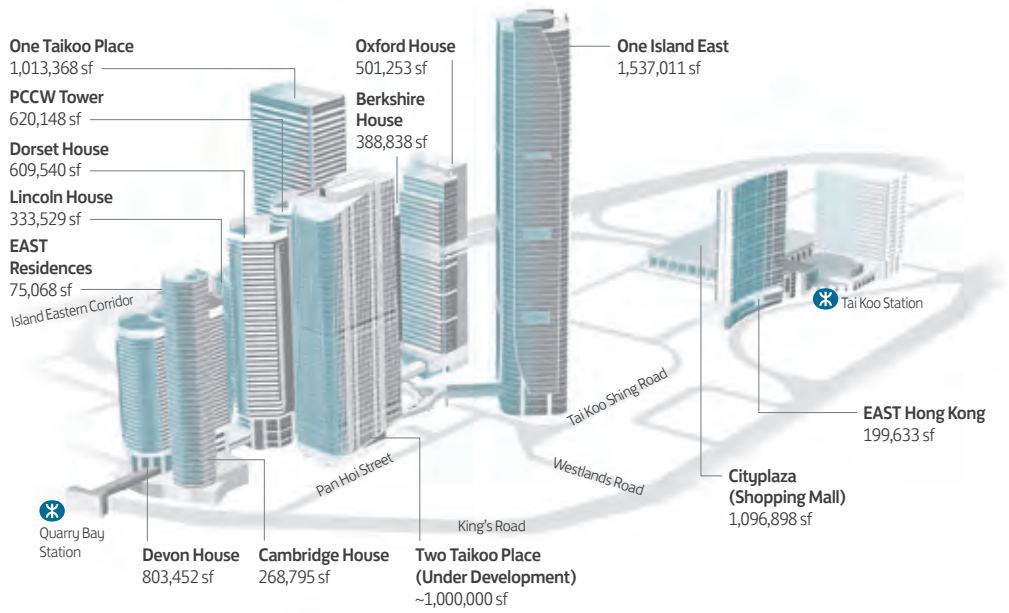 One Taikoo Place
1,013,368 sf
PCCW Tower
620,148 sf
Dorset House
609,540 sf
Lincoln House
333,529 sf
EAST
Residences
75,068 sf
Island Eastern Corridor
Oxford House
501,253 sf
Berkshire
House
388,838 sf
One Island East
1,537,011 sf
Tai Koo Station
Tai Koo Shing Road
EAST Hong Kong
199,633 sf
Westlands Road
Pan Hoi Street
Cityplaza
(Shopping Mall)
1,096,898 sf
King's Road
Quarry Bay
Station
Devon House
803,452 sf
Cambridge House
268,795 sf
Two Taikoo Place
(Under Development)
~1,000,000 sf